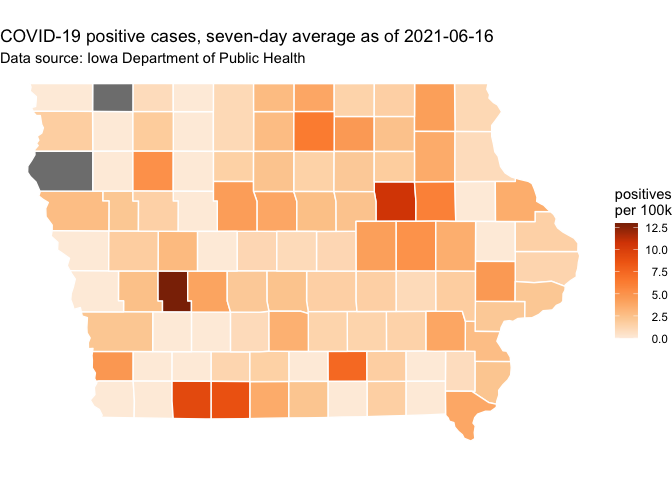 COVID-19 positive cases, seven-day average as of 2021-06-16
Data source: Iowa Department of Public Health
positives
per 100k
12.5
10.0
7.5
5.0
2.5
0.0